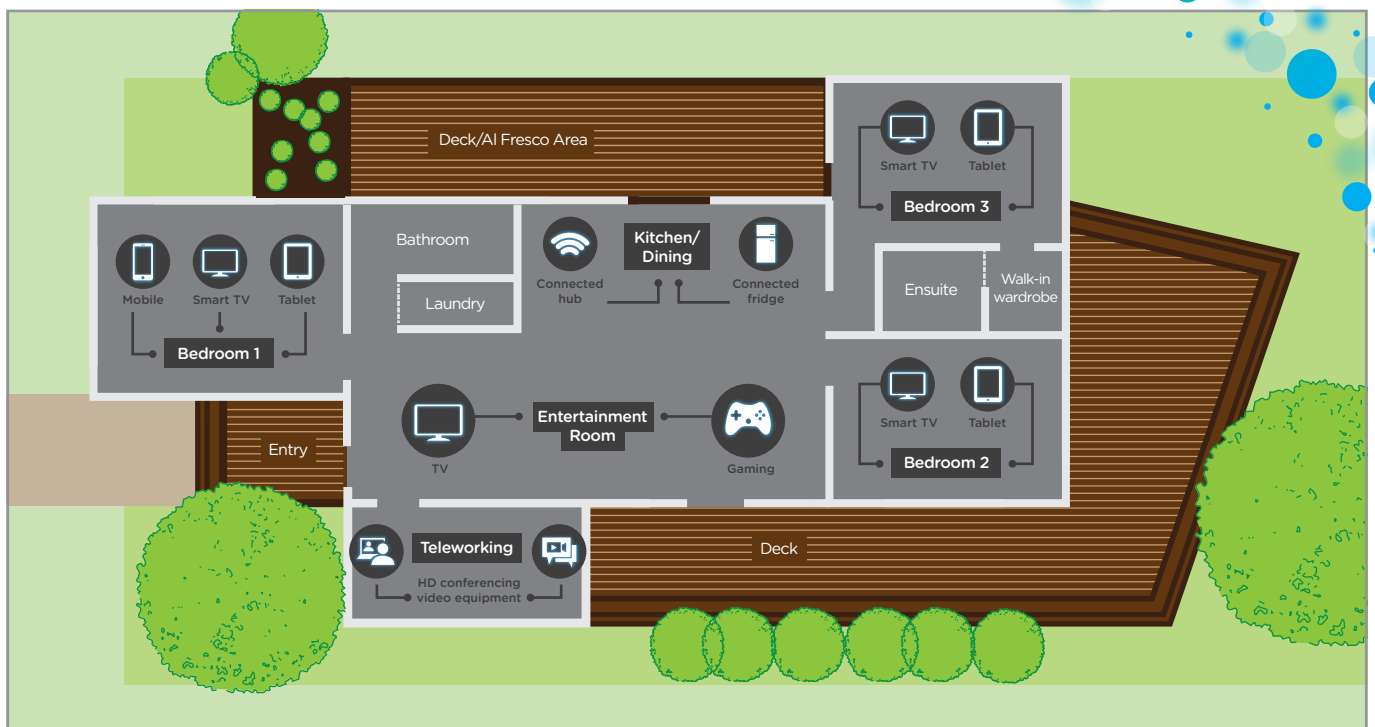 Deck/Al Fresco Area
Smart TV
Tablet
Bedroom 3
Bathroom
Laundry
Kitchen/
Dining
Connected
hub
Connected
fridge
Ensuite
Walk-in
wardrobe
Mobile
Smart TV
Tablet
Bedroom 1
Smart TV
Tablet
Bedroom 2
Entertainment
Room
TV
Gaming
Entry
Teleworking
HD conferencing
video equipment
Deck